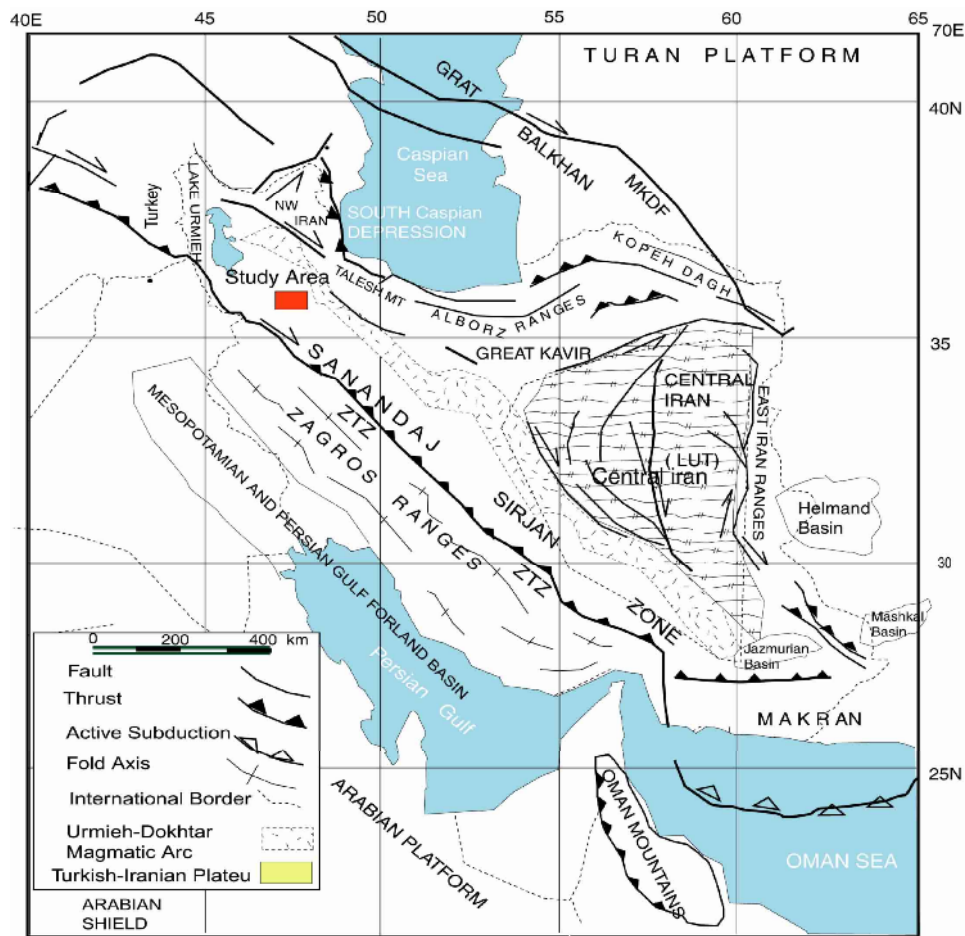 40E 45 50 55 60 65
70E
TURAN PLATFORM
GRAT
BALKHAN
MKDF
40N
Caspian
Sea
SOUTH Caspian
DEPRESSION
Turkey
LAKE URMIEH
NW
IRAN
KOPEH DAGH
Study Area
TALESH MT
ALBORZ RANGES
35
GREAT KAVIR
CENTRAL
IRAN
(LUT)
Central iran
EAST IRAN RANGES
SANANDAJ
SIRJAN
ZONE
ZTZ
ZTZ
ZAGROS RANGES
MESOPOTAMIAN AND PERSIAN GULF FORLAND BASIN
Helmand
Basin
30
Mashkal
Basin
Jazmurian
Basin
Persian Gulf
MAKRAN
25N
ARABIAN PLATFORM
OMAN MOUNTAINS
OMAN SEA
0 200 400 km
Fault
Thrust
Active Subduction
Fold Axis
International Border
Urmieh-Dokhtar
Magmatic Arc
Turkish-Iranian Plateu
ARABIAN
SHIELD